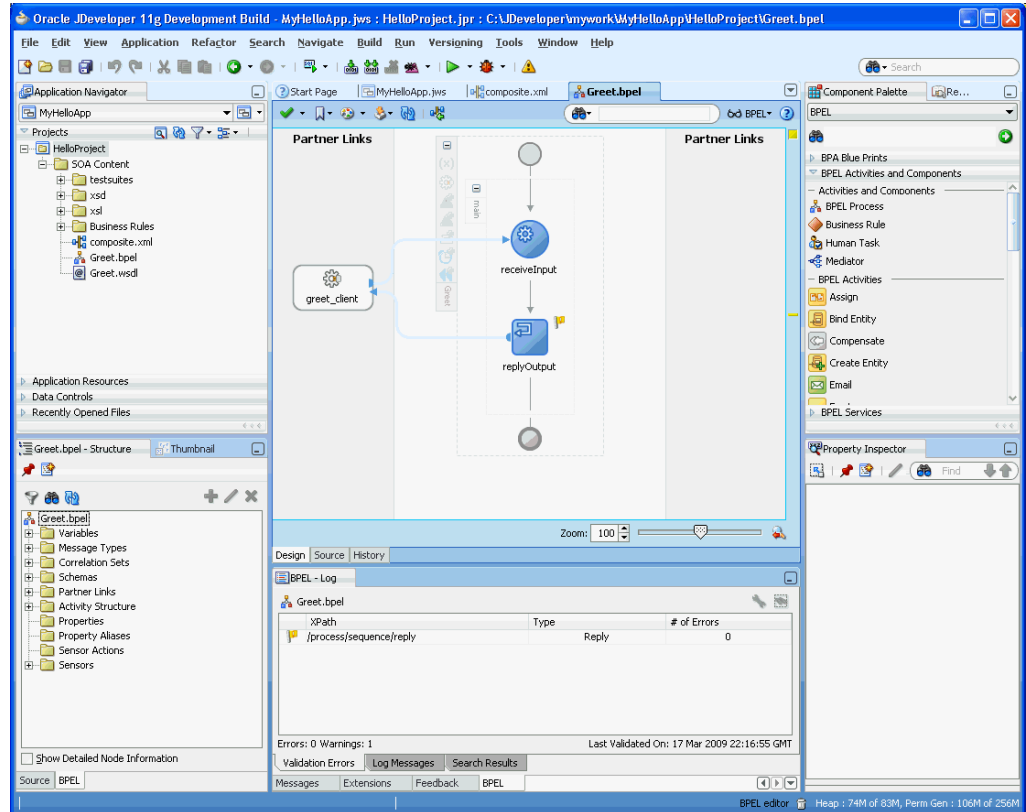 Oracle JDeveloper 11g Development Build - MyHelloApp.jws : HelloProject.jpr : C:\JDeveloper\mywork\MyHelloApp\HelloProject\Greet.bpel
File Edit View Application Refactor Search Navigate Build Run Versioning Tools Window Help
Search
Application Navigator
MyHelloApp
Projects
HelloProject
SOA Content
testsuites
xsd
xsl
Business Rules
composite.xml
Greet.bpel
Greet.wsdl
Application Resources
Data Controls
Recently Opened Files
Greet.bpel - Structure
Thumbnail
Greet.bpel
Variables
Message Types
Correlation Sets
Schemas
Partner Links
Activity Structure
Properties
Property Aliases
Sensor Actions
Sensors
Show Detailed Node Information
Source BPEL
Start Page MyHelloApp.jws composite.xml Greet.bpel
BPEL
Partner Links
Partner Links
main
receiveInput
greet_client
Greet
replyOutput
Zoom: 100
Design Source History
BPEL - Log
Greet.bpel
XPath Type # of Errors
/process/sequence/reply Reply 0
Errors: 0 Warnings: 1 Last Validated On: 17 Mar 2009 22:16:55 GMT
Validation Errors Log Messages Search Results
Messages Extensions Feedback BPEL
Component Palette Re...
BPEL
BPA Blue Prints
BPEL Activities and Components
Activities and Components
BPEL Process
Business Rule
Human Task
Mediator
BPEL Activities
Assign
Bind Entity
Compensate
Create Entity
Email
BPEL Services
Property Inspector
Find
BPEL editor Heap : 74M of 83M, Perm Gen : 106M of 256M